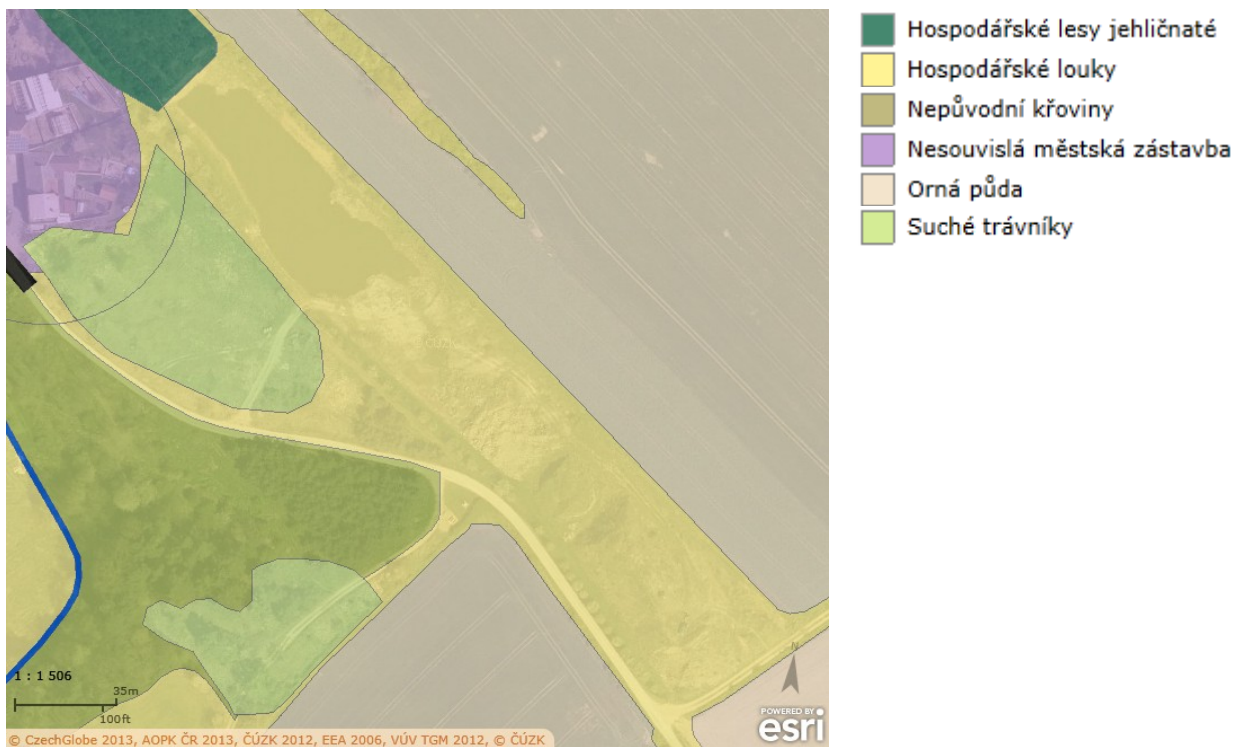 Hospodářské lesy jehličnaté
Hospodářské louky
Nepůvodní křoviny
Nesouvislá městská zástavba
Orná půda
Suché trávníky
ČÚZK
1 : 1 506
35m
100ft
N
POWERED BY
esri
© CzechGlobe 2013, AOPK ČR 2013, ČÚZK 2012, EEA 2006, VÚV TGM 2012, © ČÚZK